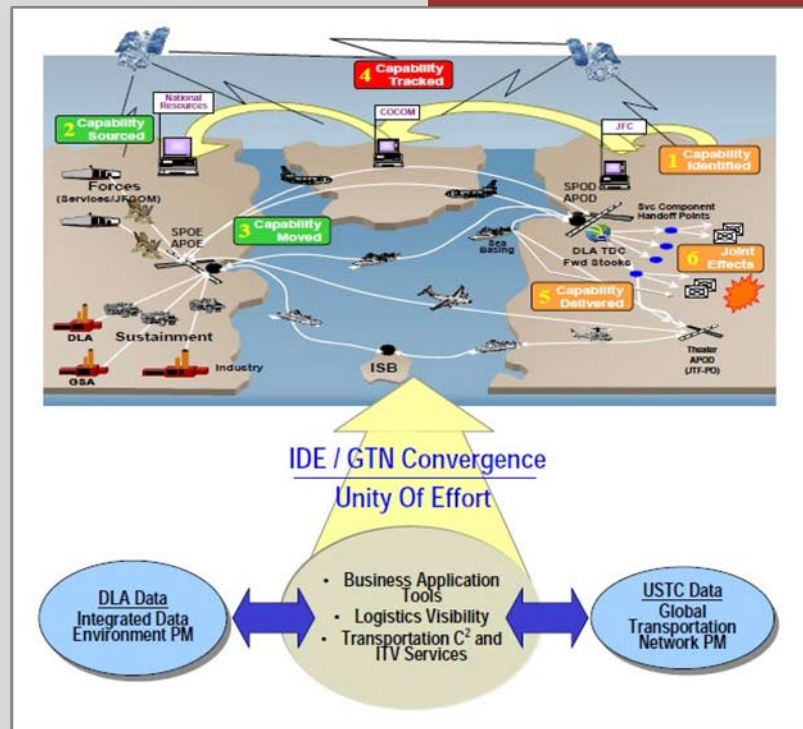 4 Capability
Tracked
National
Resources
COCOM
JFC
2 Capability
Sourced
1 Capability
Identified
Forces
(Services/JFCOM)
SPOE
APOE
3 Capability
Moved
SPOD
APOD
Svc Component
Handoff Points
Sea
Basing
DLA TDC
Fwd Stocks
6 Joint
Effects
5 Capability
Delivered
DLA
Sustainment
GSA
Industry
ISB
Theater
APOD
(JTF-PO)
IDE / GTN Convergence
Unity Of Effort
DLA Data
Integrated Data
Environment PM
• Business Application
Tools
• Logistics Visibility
• Transportation C² and
ITV Services
USTC Data
Global
Transportation
Network PM